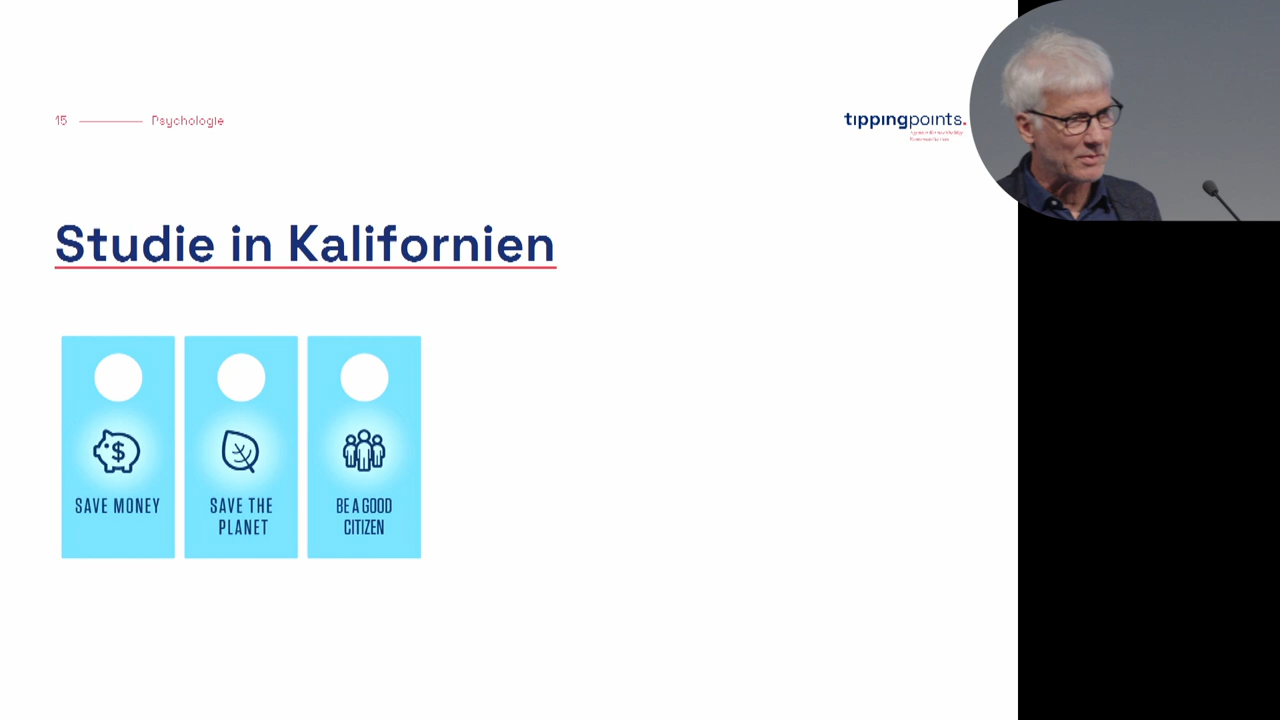 15 Psychologie
tippingpoints.
Studie in Kalifornien
SAVE MONEY
SAVE THE
PLANET
BE A GOOD
CITIZEN